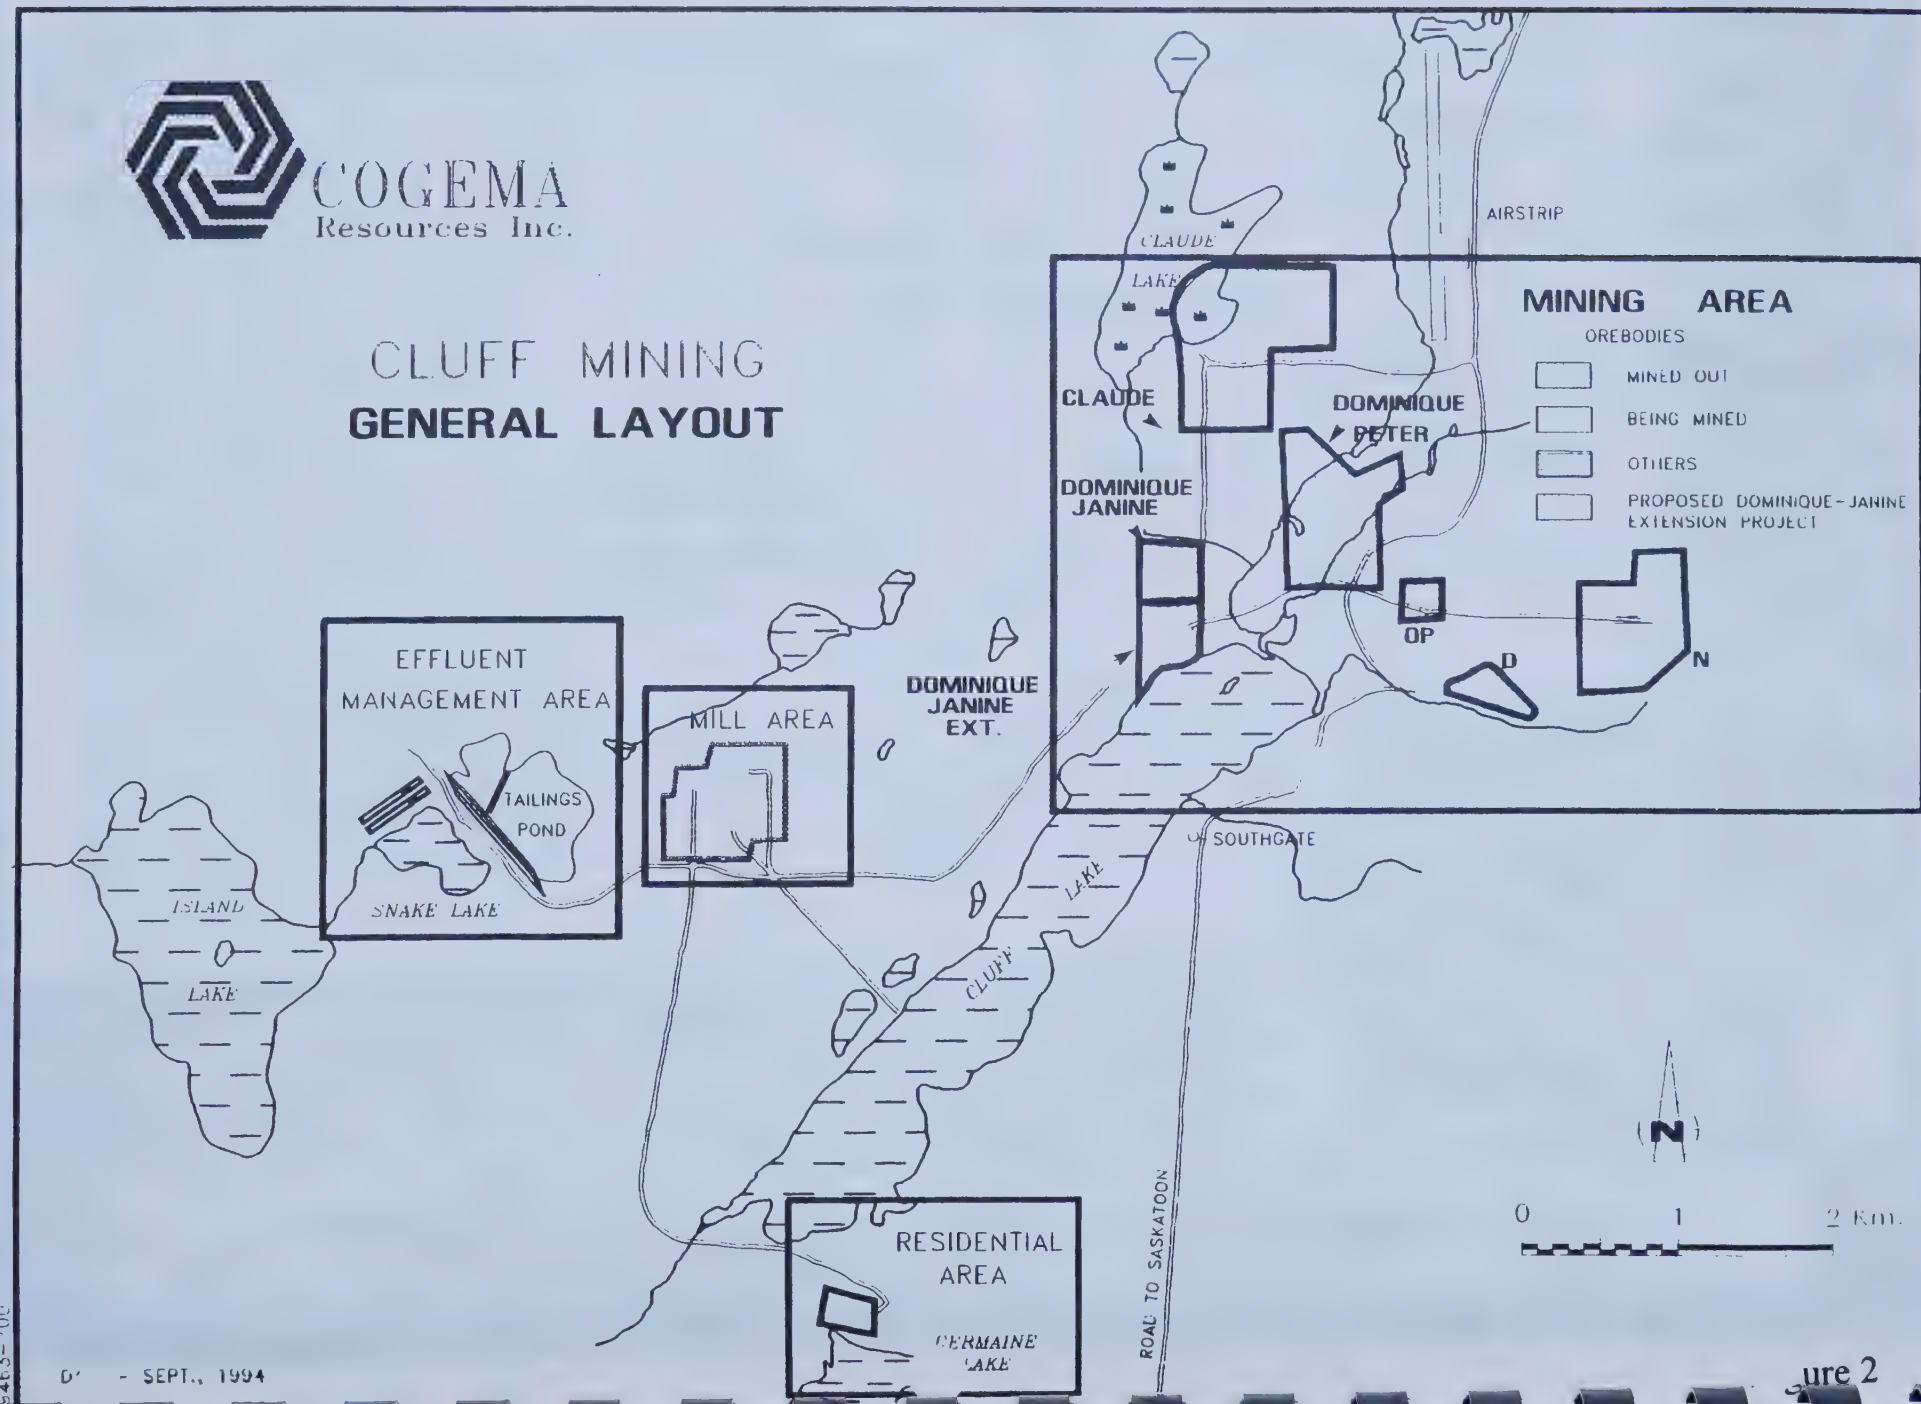 COGEMA
Resources Inc.
CLUFF MINING
GENERAL LAYOUT
CLAUDE
LAKE
AIRSTRIP
MINING AREA
OREBODIES
MINED OUT
BEING MINED
OTHERS
PROPOSED DOMINIQUE-JANINE
EXTENSION PROJECT
CLAUDE
DOMINIQUE
PETER
DOMINIQUE
JANINE
OP
D
N
DOMINIQUE
JANINE
EXT.
EFFLUENT
MANAGEMENT AREA
TAILINGS
POND
SNAKE LAKE
MILL AREA
ISLAND
LAKE
SOUTHGATE
CLUFF LAKE
ROAD TO SASKATOON
RESIDENTIAL
AREA
LAKE
N
0 1 2 Km.
SEPT., 1994
2